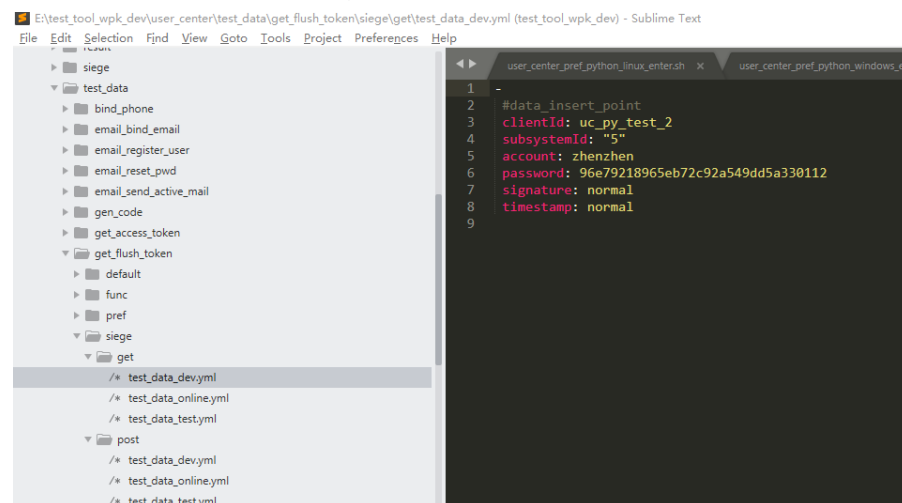 E:\test_tool_wpk_dev\user_center\test_data\get_flush_token\siege\get\test_data_dev.yml (test_tool_wpk_dev) - Sublime Text
File Edit Selection Find View Goto Tools Project Preferences Help
siege
test_data
bind_phone
email_bind_email
email_register_user
email_reset_pwd
email_send_active_mail
gen_code
get_access_token
get_flush_token
default
func
pref
siege
get
/* test_data_dev.yml
/* test_data_online.yml
/* test_data_test.yml
post
/* test_data_dev.yml
/* test_data_online.yml
/* test_data_test.yml
user_center_pref_python_linux_enter.sh × user_center_pref_python_windows_e
1 -
2 #data_insert_point
3 clientId: uc_py_test_2
4 subsystemId: "5"
5 account: zhenzhen
6 password: 96e79218965eb72c92a549dd5a330112
7 signature: normal
8 timestamp: normal
9